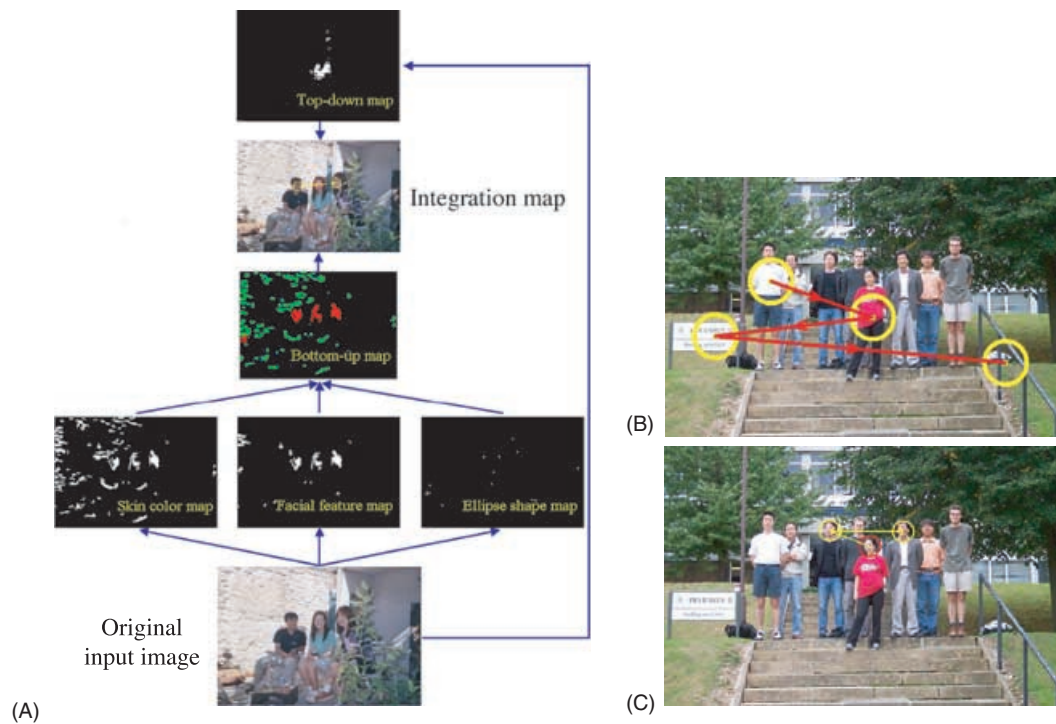 Top-down map
Integration map
Bottom-up map
Skin color map
Facial feature map
Ellipse shape map
Original
input image
(A)
(B)
(C)